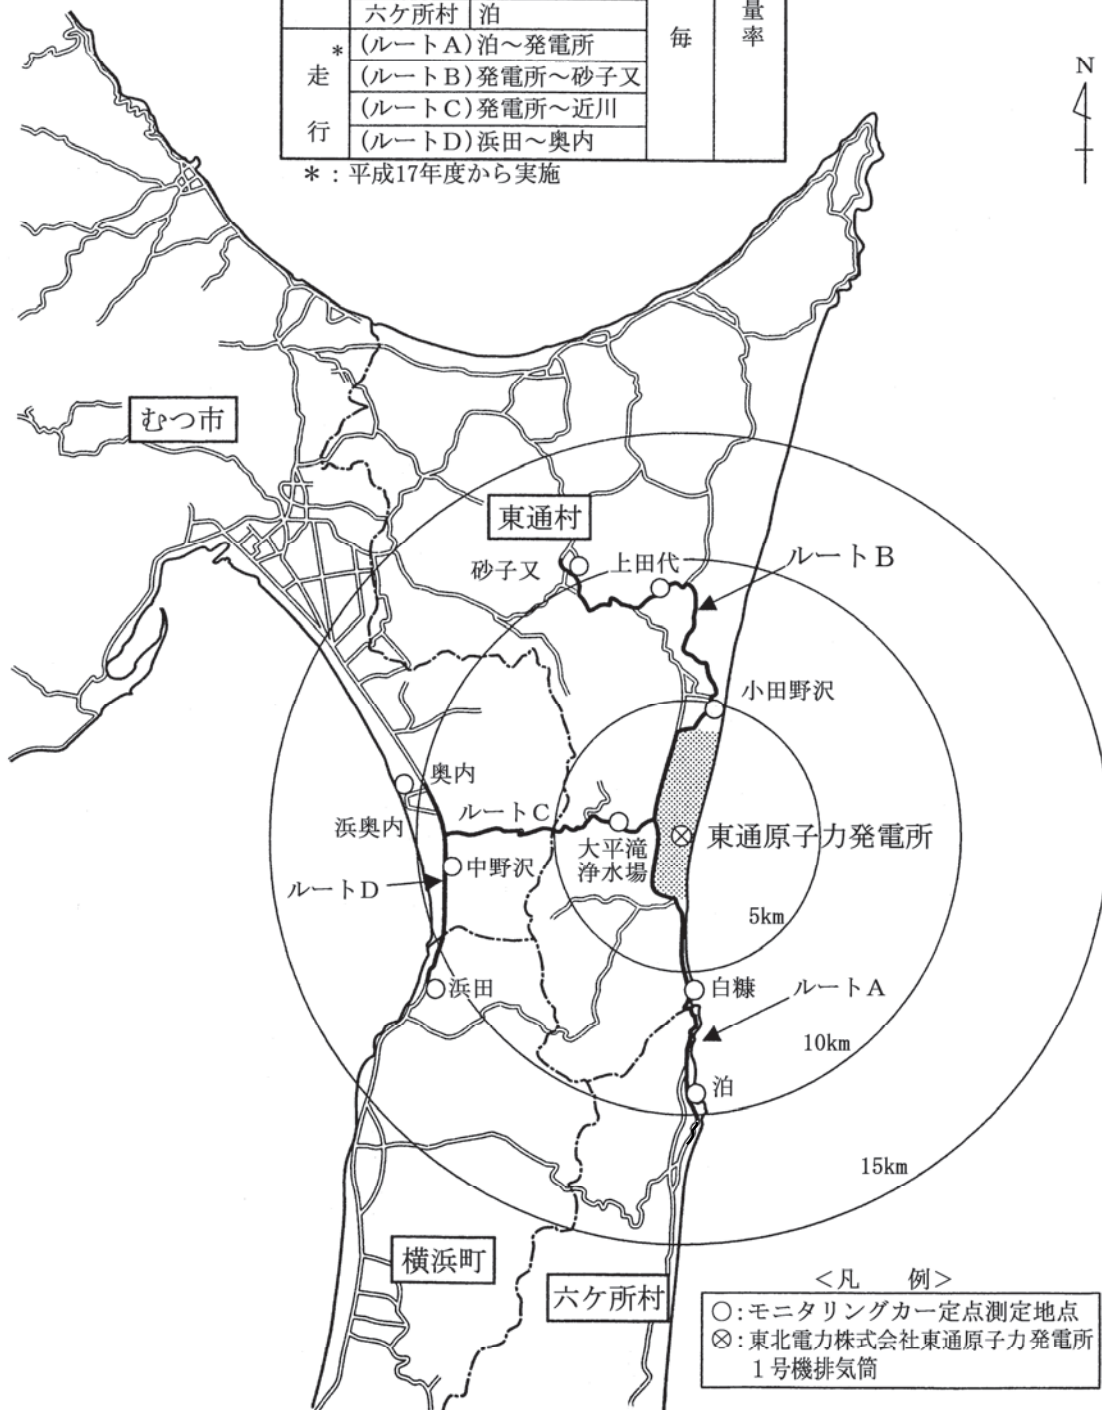 六ケ所村 泊
毎
量率
走行 *
(ルートA)泊～発電所
(ルートB)発電所～砂子又
(ルートC)発電所～近川
(ルートD)浜田～奥内
*：平成17年度から実施
N
むつ市
東通村
砂子又
上田代
ルートB
小田野沢
奥内
ルートC
浜奥内
大平滝
浄水場
東通原子力発電所
中野沢
ルートD
5km
浜田
白糠
ルートA
10km
泊
15km
横浜町
六ケ所村
＜凡 例＞
○：モニタリングカー定点測定地点
⊗：東北電力株式会社東通原子力発電所
１号機排気筒